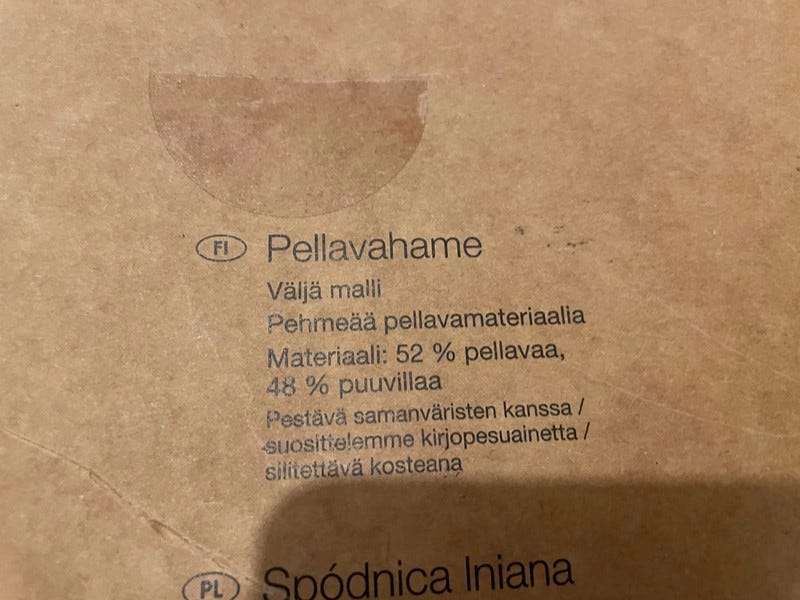 FI Pellavahame
Väljä malli
Pehmeää pellavamateriaalia
Materiaali: 52 % pellavaa,
48 % puuvillaa
Pestävä samanväristen kanssa /
suosittelemme kirjopesuainetta /
silitettävä kosteana
PL Spódnica lniana